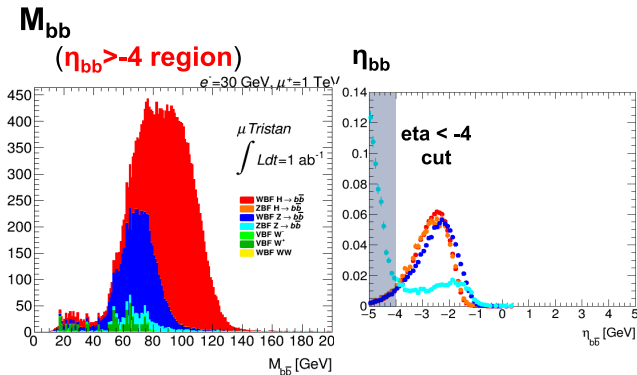 M_bb
(η_bb>-4 region)
η_bb
e⁻=30 GeV, μ⁺=1 TeV
450
400
350
300
250
200
150
100
50
0
0 20 40 60 80 100 120 140 160 180 20
M_bb̄ [GeV]
μTristan
∫ Ldt=1 ab⁻¹
WBF H→bb̄
ZBF H→bb̄
WBF Z→bb̄
ZBF Z→bb̄
VBF W⁻
VBF W⁺
WBF WW
0.14
0.12
0.1
0.08
0.06
0.04
0.02
0
eta < -4
cut
-5 -4 -3 -2 -1 0 1 2 3 4 5
η_bb̄ [GeV]